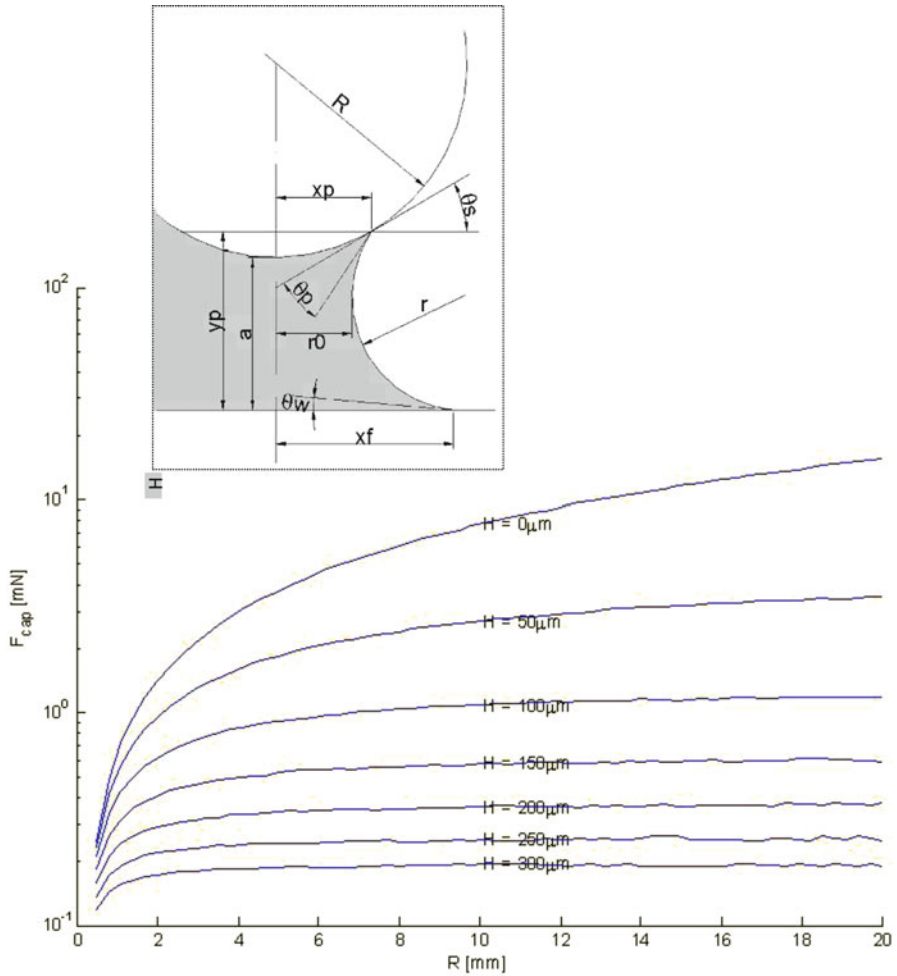 R
xp
θs
θp
yp
a
r0
r
θw
xf
H
10²
10¹
10⁰
10⁻¹
F_cap [mN]
H = 0µm
H = 50µm
H = 100µm
H = 150µm
H = 200µm
H = 250µm
H = 300µm
0 2 4 6 8 10 12 14 16 18 20
R [mm]